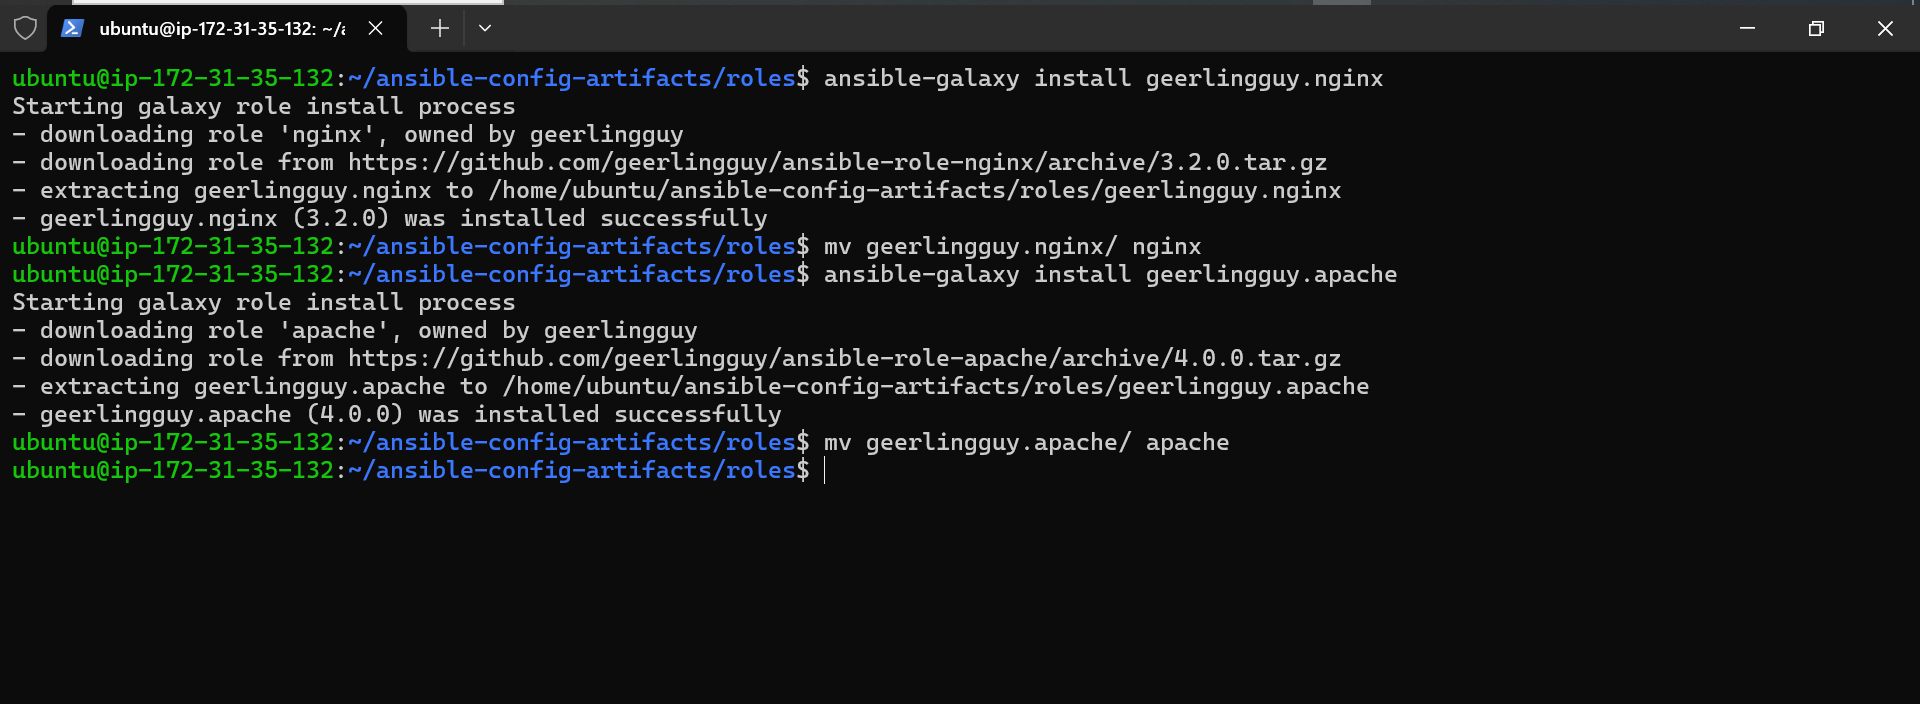 ubuntu@ip-172-31-35-132: ~/a
ubuntu@ip-172-31-35-132:~/ansible-config-artifacts/roles$ ansible-galaxy install geerlingguy.nginx
Starting galaxy role install process
- downloading role 'nginx', owned by geerlingguy
- downloading role from https://github.com/geerlingguy/ansible-role-nginx/archive/3.2.0.tar.gz
- extracting geerlingguy.nginx to /home/ubuntu/ansible-config-artifacts/roles/geerlingguy.nginx
- geerlingguy.nginx (3.2.0) was installed successfully
ubuntu@ip-172-31-35-132:~/ansible-config-artifacts/roles$ mv geerlingguy.nginx/ nginx
ubuntu@ip-172-31-35-132:~/ansible-config-artifacts/roles$ ansible-galaxy install geerlingguy.apache
Starting galaxy role install process
- downloading role 'apache', owned by geerlingguy
- downloading role from https://github.com/geerlingguy/ansible-role-apache/archive/4.0.0.tar.gz
- extracting geerlingguy.apache to /home/ubuntu/ansible-config-artifacts/roles/geerlingguy.apache
- geerlingguy.apache (4.0.0) was installed successfully
ubuntu@ip-172-31-35-132:~/ansible-config-artifacts/roles$ mv geerlingguy.apache/ apache
ubuntu@ip-172-31-35-132:~/ansible-config-artifacts/roles$